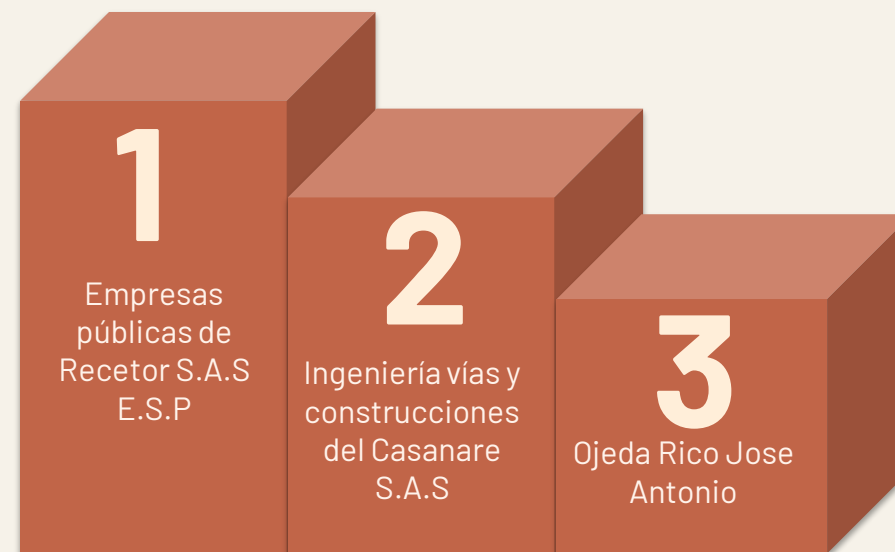 1
Empresas
públicas de
Recetor S.A.S
E.S.P
2
Ingeniería vías y
construcciones
del Casanare
S.A.S
3
Ojeda Rico Jose
Antonio